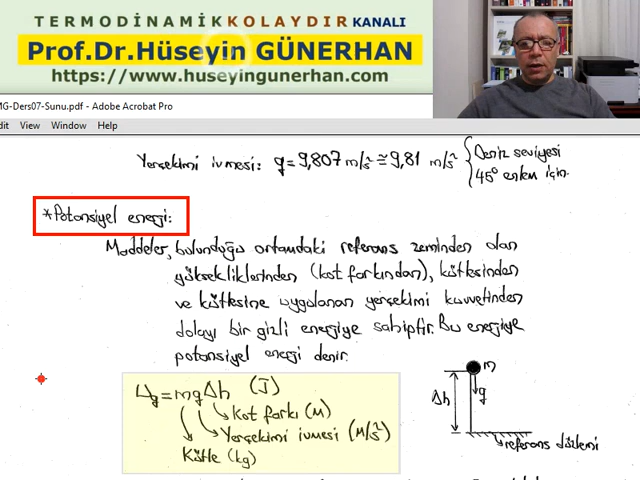 TERMODİNAMİKKOLAYDIR KANALI
Prof.Dr.Hüseyin GÜNERHAN
https://www.huseyingunerhan.com
MG-Ders07-Sunu.pdf - Adobe Acrobat Pro
dit View Window Help
Yerçekimi ivmesi: g=9,807 m/s² ≅ 9,81 m/s² { Deniz seviyesi
45° enlem için.
*Potansiyel enerji:
Maddeler, bulunduğu ortamdaki referans zeminden olan
yüksekliklerinden (kot farkından), kütlesinden
ve kütlesine uygulanan yerçekimi kuvvetinden
dolayı bir gizli enerjiye sahiptir. Bu enerjiye
potansiyel enerji denir.
Ug=mgΔh (J)
Kot farkı (m)
Yerçekimi ivmesi (m/s²)
Kütle (kg)
m
g
Δh
referans düzlemi